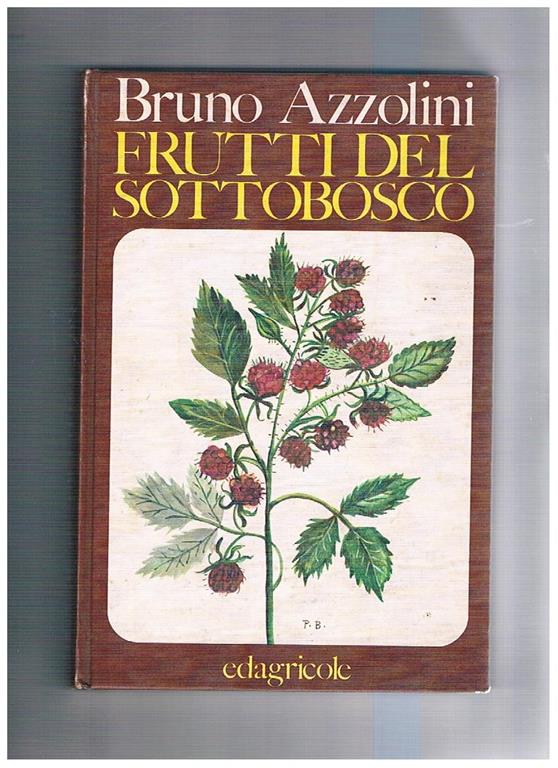 Bruno Azzolini
FRUTTI DEL
SOTTOBOSCO
P. B.
edagricole